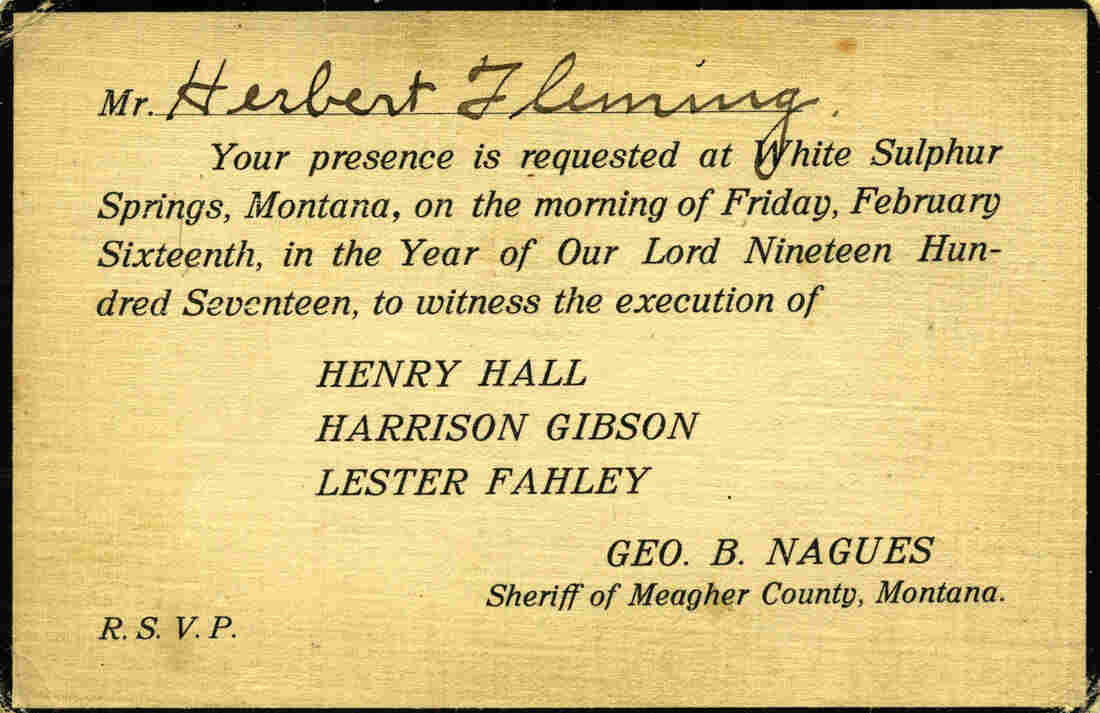 Mr. Herbert Fleming.
Your presence is requested at White Sulphur
Springs, Montana, on the morning of Friday, February
Sixteenth, in the Year of Our Lord Nineteen Hun-
dred Seventeen, to witness the execution of
HENRY HALL
HARRISON GIBSON
LESTER FAHLEY
GEO. B. NAGUES
Sheriff of Meagher County, Montana.
R. S. V. P.